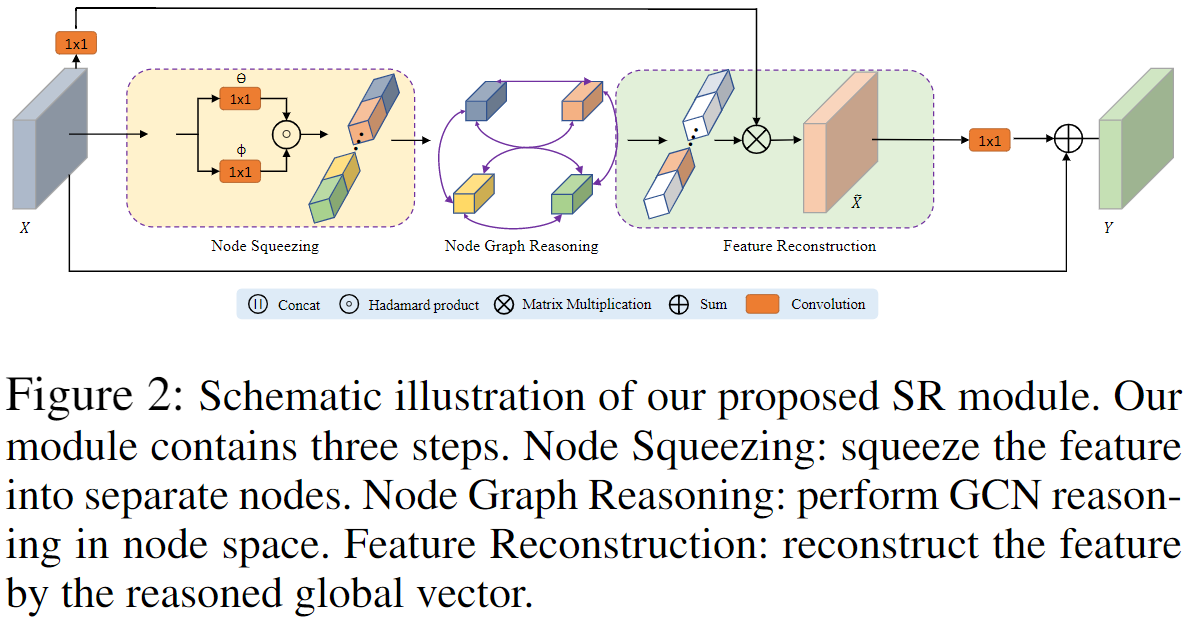 1x1
Θ
1x1
ϕ
1x1
1x1
X
X̃
Y
Node Squeezing
Node Graph Reasoning
Feature Reconstruction
Concat
Hadamard product
Matrix Multiplication
Sum
Convolution
Figure 2: Schematic illustration of our proposed SR module. Our
module contains three steps. Node Squeezing: squeeze the feature
into separate nodes. Node Graph Reasoning: perform GCN reason-
ing in node space. Feature Reconstruction: reconstruct the feature
by the reasoned global vector.